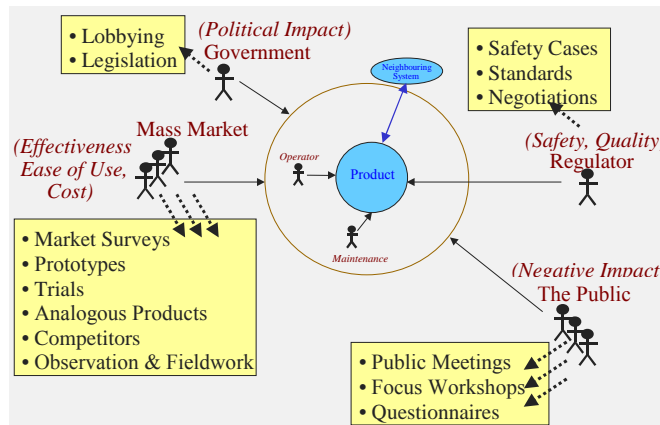 • Lobbying
• Legislation
(Political Impact)
Government
Neighbouring
System
• Safety Cases
• Standards
• Negotiations
Mass Market
(Effectiveness
Ease of Use,
Cost)
Operator
Product
Maintenance
(Safety, Quality
Regulator
• Market Surveys
• Prototypes
• Trials
• Analogous Products
• Competitors
• Observation & Fieldwork
(Negative Impact
The Public
• Public Meetings
• Focus Workshops
• Questionnaires